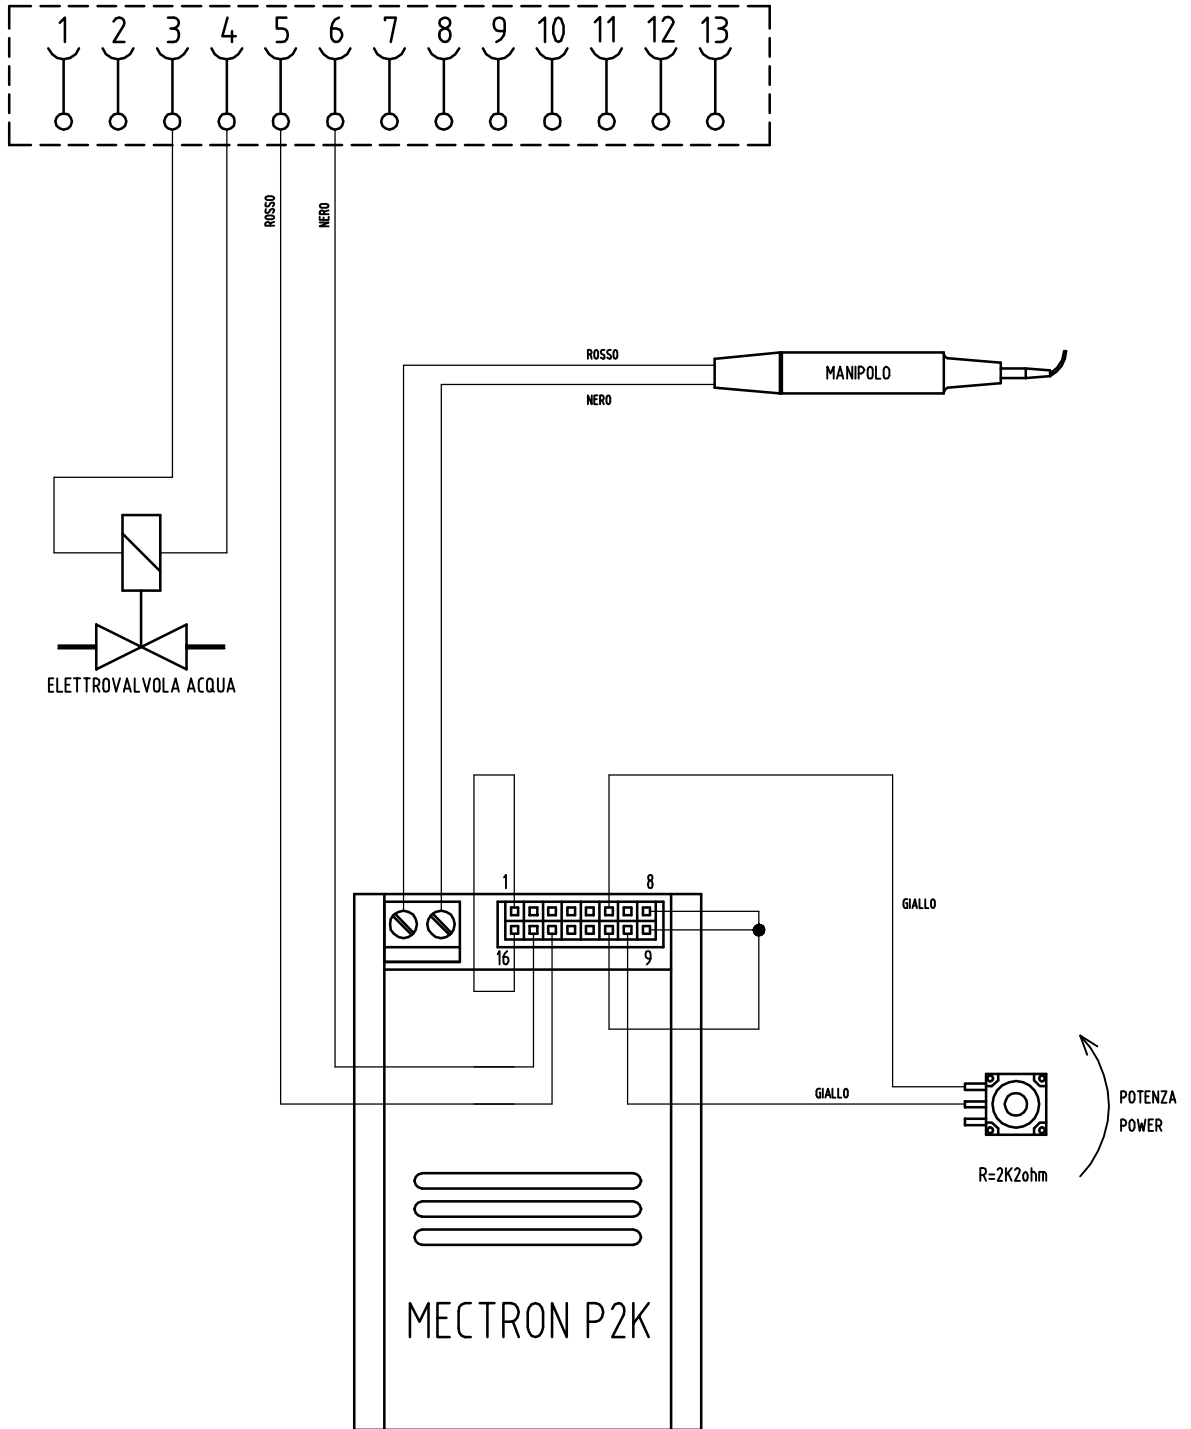 1 2 3 4 5 6 7 8 9 10 11 12 13
ROSSO
NERO
ROSSO
MANIPOLO
NERO
ELETTROVALVOLA ACQUA
1 8
GIALLO
16 9
GIALLO
POTENZA
POWER
R=2K2ohm
MECTRON P2K